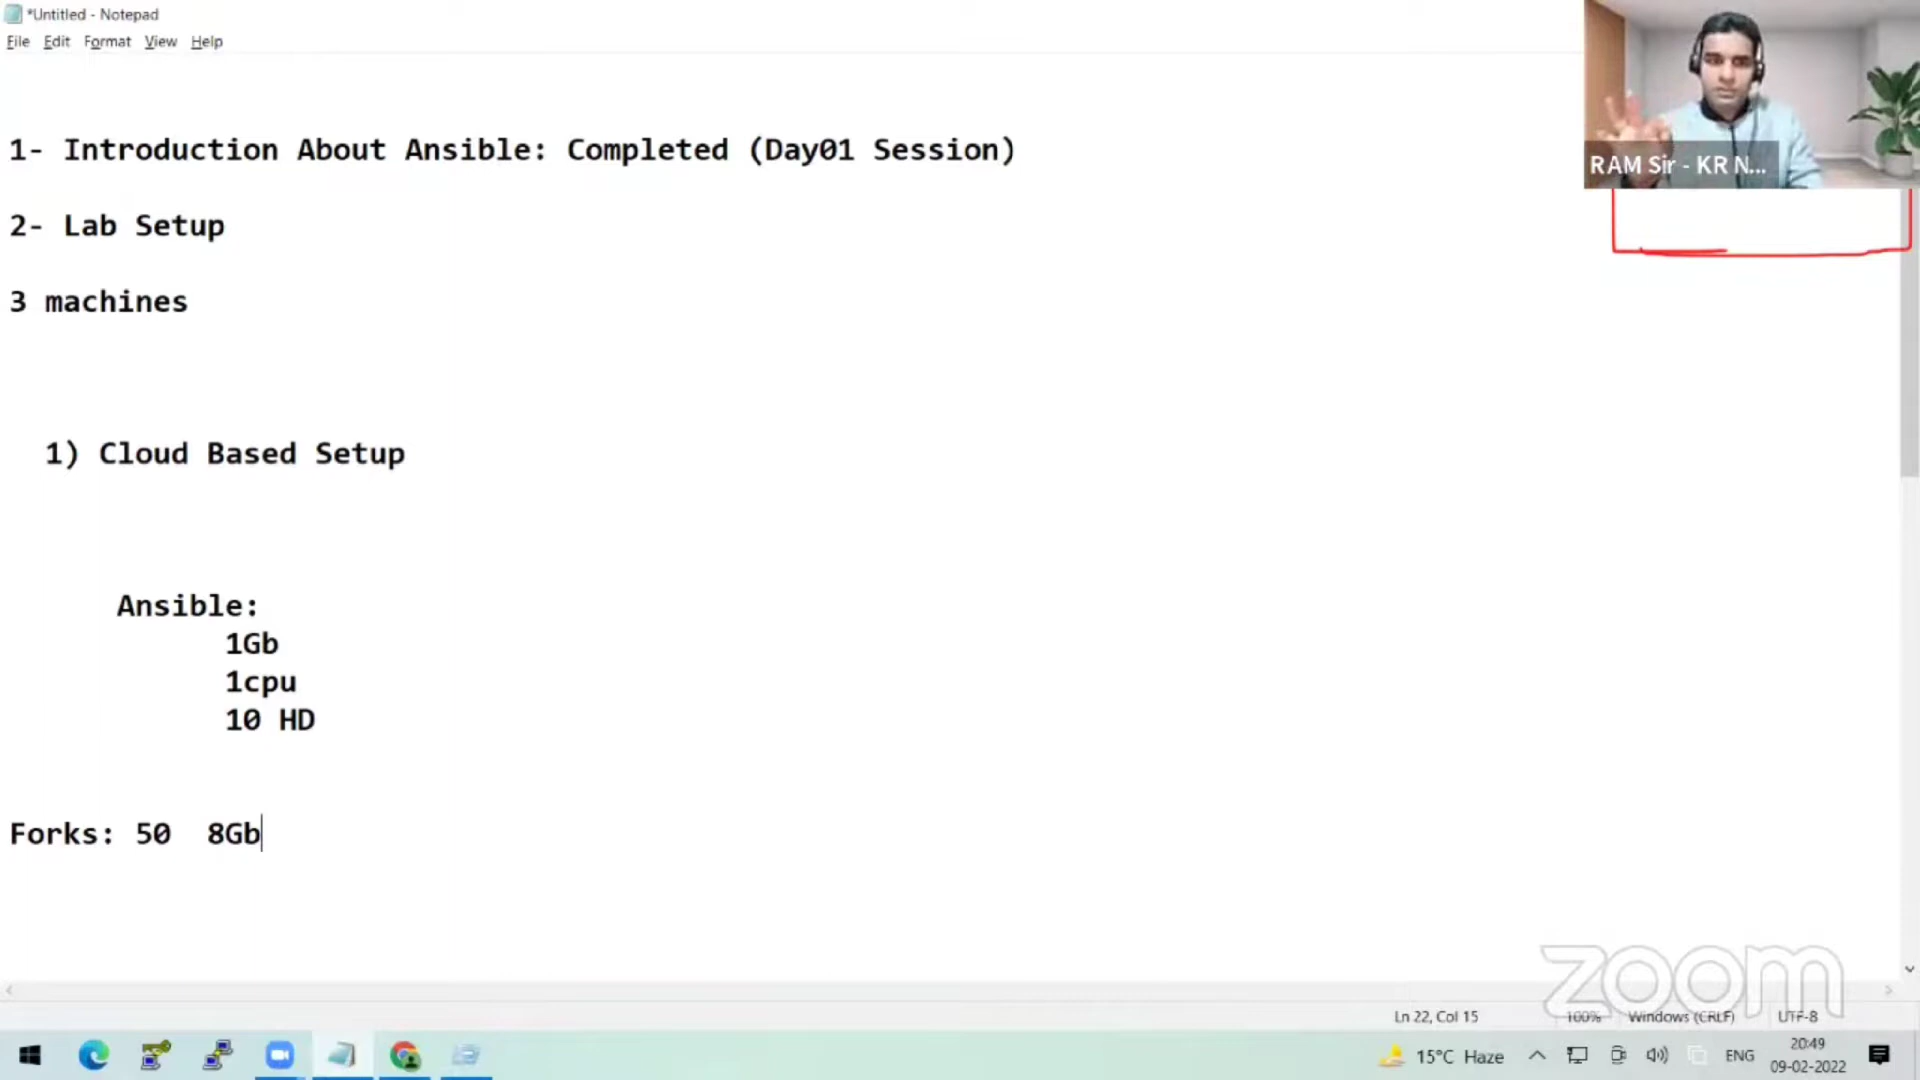 *Untitled - Notepad
File Edit Format View Help
RAM Sir - KR N...
1- Introduction About Ansible: Completed (Day01 Session)
2- Lab Setup
3 machines
1) Cloud Based Setup
Ansible:
1Gb
1cpu
10 HD
Forks: 50 8Gb
zoom
Ln 22, Col 15 100% Windows (CRLF) UTF-8
15°C Haze ENG 20:49
09-02-2022